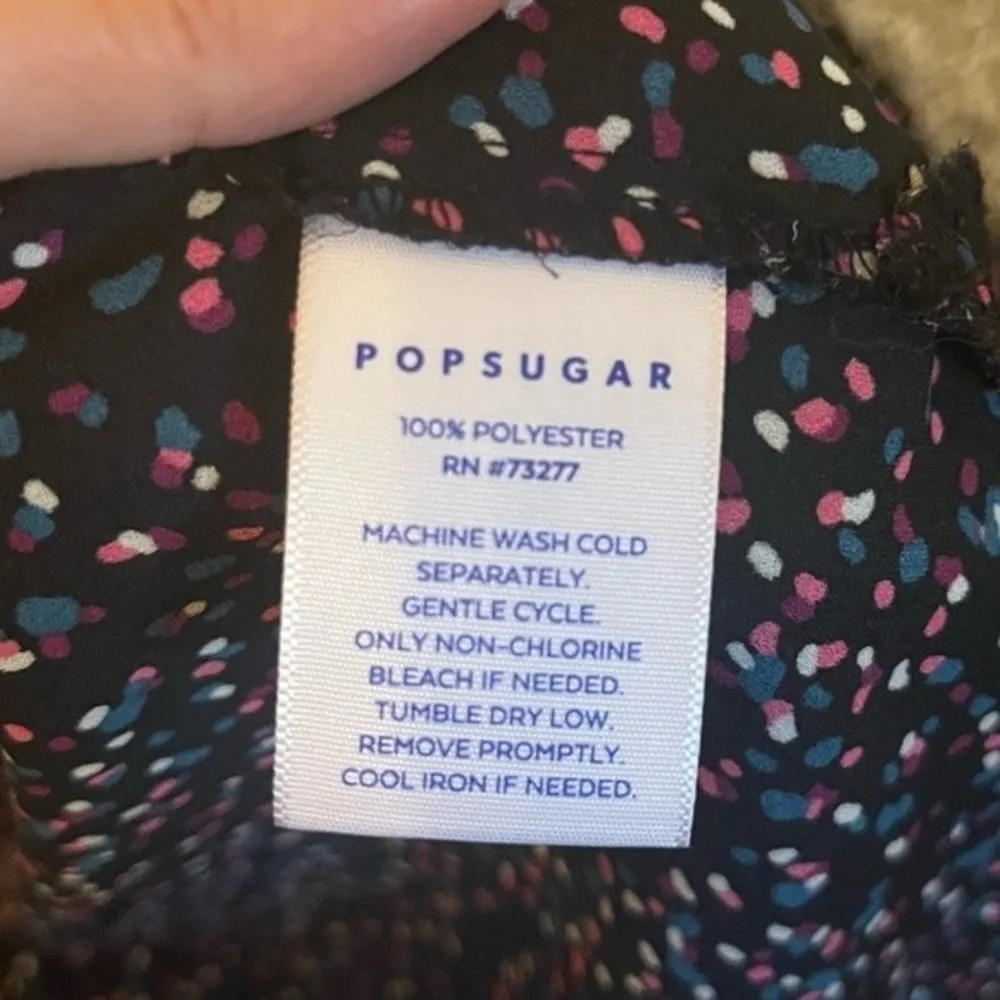 POPSUGAR
100% POLYESTER
RN #73277
MACHINE WASH COLD
SEPARATELY.
GENTLE CYCLE.
ONLY NON-CHLORINE
BLEACH IF NEEDED.
TUMBLE DRY LOW.
REMOVE PROMPTLY.
COOL IRON IF NEEDED.